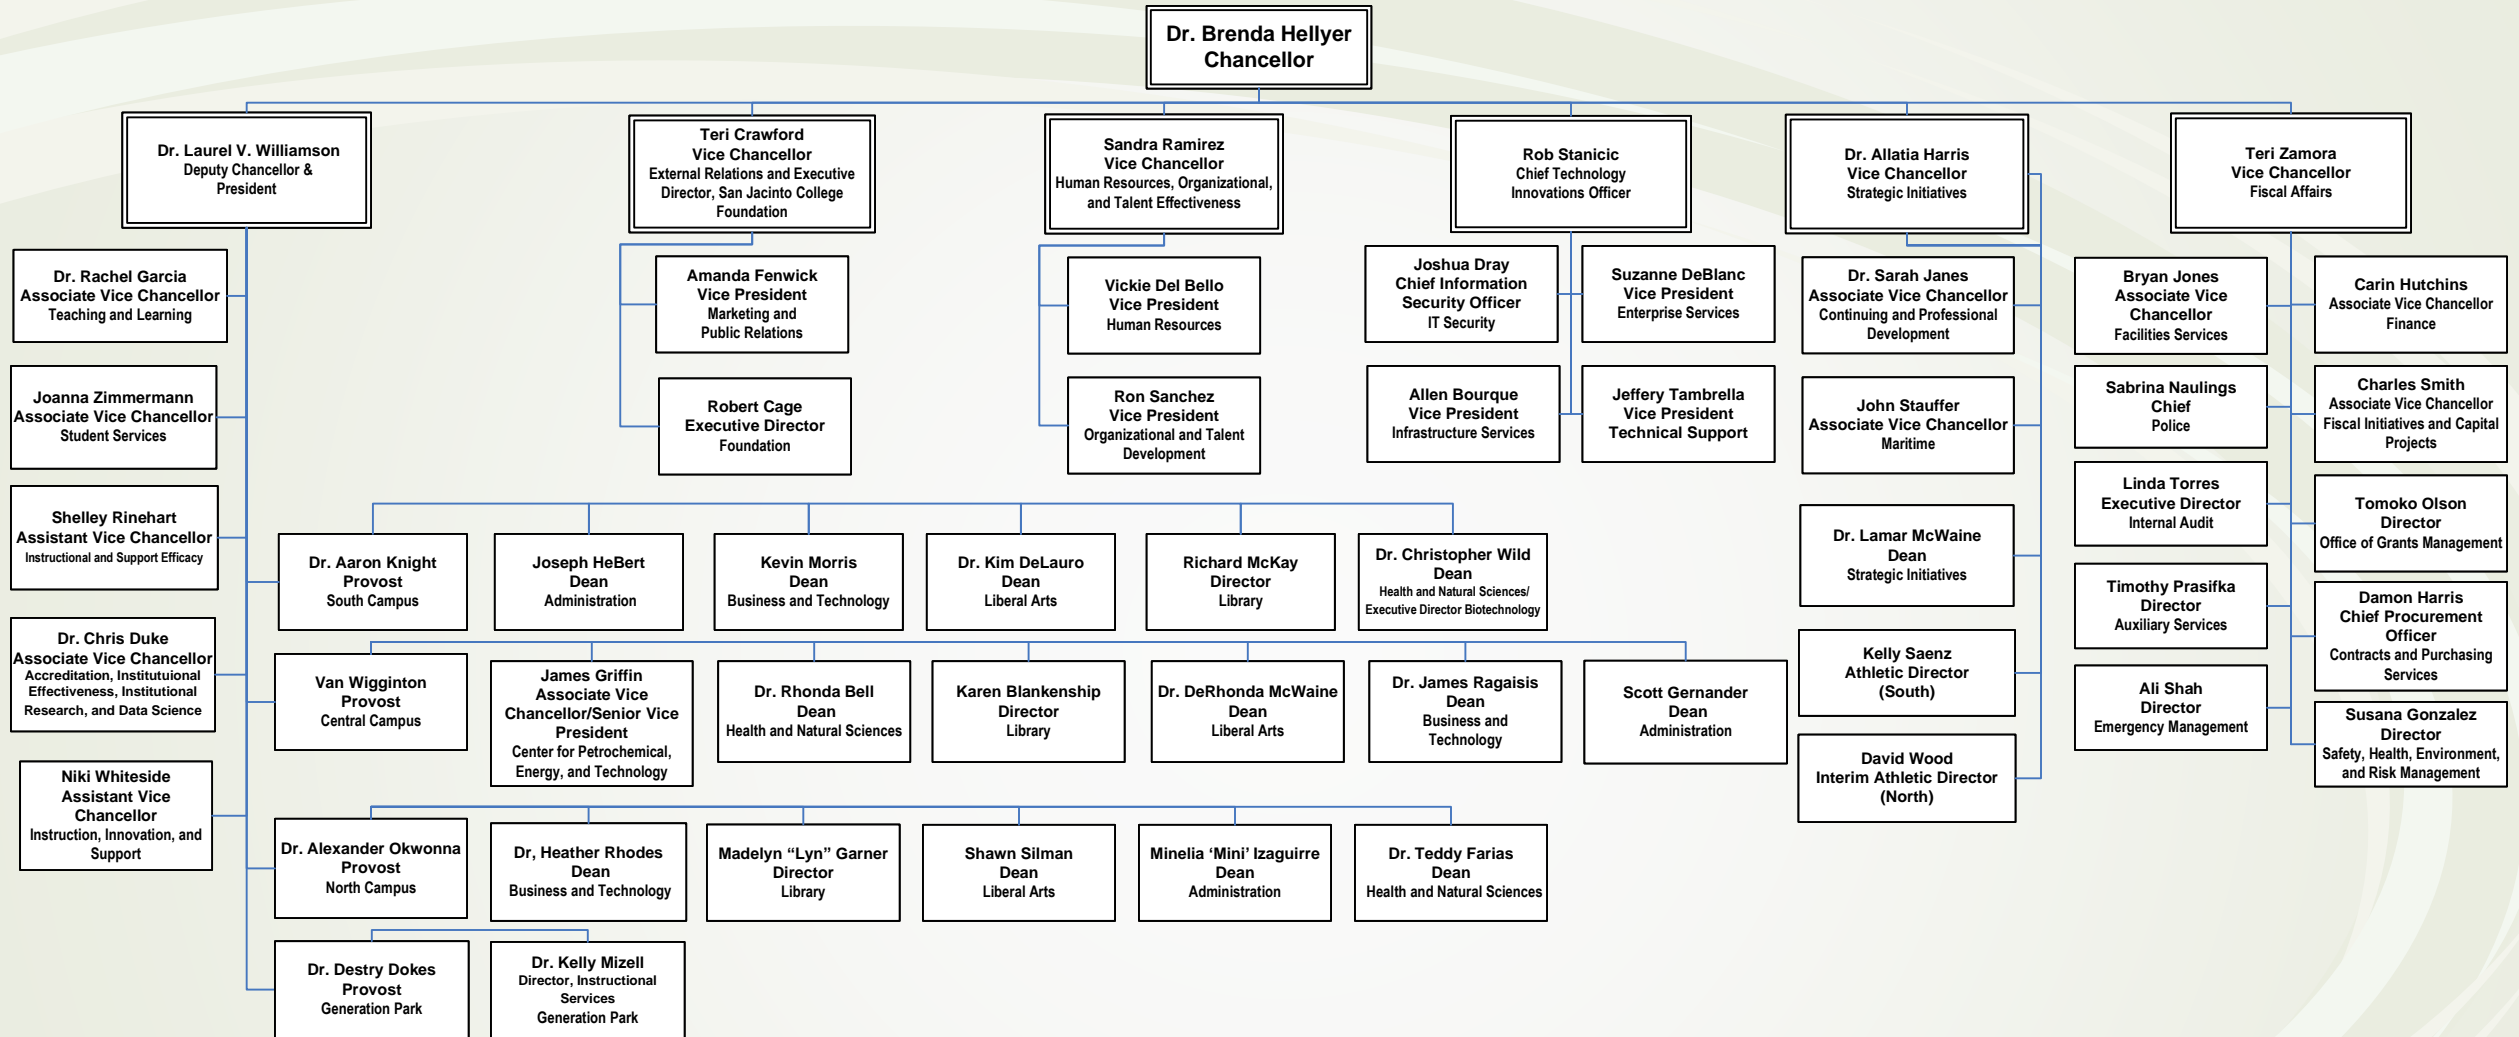 Dr. Brenda Hellyer
Chancellor
Dr. Laurel V. Williamson
Deputy Chancellor &
President
Teri Crawford
Vice Chancellor
External Relations and Executive
Director, San Jacinto College
Foundation
Sandra Ramirez
Vice Chancellor
Human Resources, Organizational,
and Talent Effectiveness
Rob Stanicic
Chief Technology
Innovations Officer
Dr. Allatia Harris
Vice Chancellor
Strategic Initiatives
Teri Zamora
Vice Chancellor
Fiscal Affairs
Dr. Rachel Garcia
Associate Vice Chancellor
Teaching and Learning
Joanna Zimmermann
Associate Vice Chancellor
Student Services
Shelley Rinehart
Assistant Vice Chancellor
Instructional and Support Efficacy
Dr. Chris Duke
Associate Vice Chancellor
Accreditation, Institutuional
Effectiveness, Institutional
Research, and Data Science
Niki Whiteside
Assistant Vice
Chancellor
Instruction, Innovation, and
Support
Amanda Fenwick
Vice President
Marketing and
Public Relations
Robert Cage
Executive Director
Foundation
Vickie Del Bello
Vice President
Human Resources
Ron Sanchez
Vice President
Organizational and Talent
Development
Joshua Dray
Chief Information
Security Officer
IT Security
Suzanne DeBlanc
Vice President
Enterprise Services
Allen Bourque
Vice President
Infrastructure Services
Jeffery Tambrella
Vice President
Technical Support
Dr. Sarah Janes
Associate Vice Chancellor
Continuing and Professional
Development
John Stauffer
Associate Vice Chancellor
Maritime
Dr. Lamar McWaine
Dean
Strategic Initiatives
Kelly Saenz
Athletic Director
(South)
David Wood
Interim Athletic Director
(North)
Bryan Jones
Associate Vice
Chancellor
Facilities Services
Carin Hutchins
Associate Vice Chancellor
Finance
Sabrina Naulings
Chief
Police
Charles Smith
Associate Vice Chancellor
Fiscal Initiatives and Capital
Projects
Linda Torres
Executive Director
Internal Audit
Tomoko Olson
Director
Office of Grants Management
Timothy Prasifka
Director
Auxiliary Services
Damon Harris
Chief Procurement
Officer
Contracts and Purchasing
Services
Ali Shah
Director
Emergency Management
Susana Gonzalez
Director
Safety, Health, Environment,
and Risk Management
Dr. Aaron Knight
Provost
South Campus
Joseph HeBert
Dean
Administration
Kevin Morris
Dean
Business and Technology
Dr. Kim DeLauro
Dean
Liberal Arts
Richard McKay
Director
Library
Dr. Christopher Wild
Dean
Health and Natural Sciences/
Executive Director Biotechnology
Van Wigginton
Provost
Central Campus
James Griffin
Associate Vice
Chancellor/Senior Vice
President
Center for Petrochemical,
Energy, and Technology
Dr. Rhonda Bell
Dean
Health and Natural Sciences
Karen Blankenship
Director
Library
Dr. DeRhonda McWaine
Dean
Liberal Arts
Dr. James Ragaisis
Dean
Business and
Technology
Scott Gernander
Dean
Administration
Dr. Alexander Okwonna
Provost
North Campus
Dr, Heather Rhodes
Dean
Business and Technology
Madelyn “Lyn” Garner
Director
Library
Shawn Silman
Dean
Liberal Arts
Minelia ‘Mini’ Izaguirre
Dean
Administration
Dr. Teddy Farias
Dean
Health and Natural Sciences
Dr. Destry Dokes
Provost
Generation Park
Dr. Kelly Mizell
Director, Instructional
Services
Generation Park